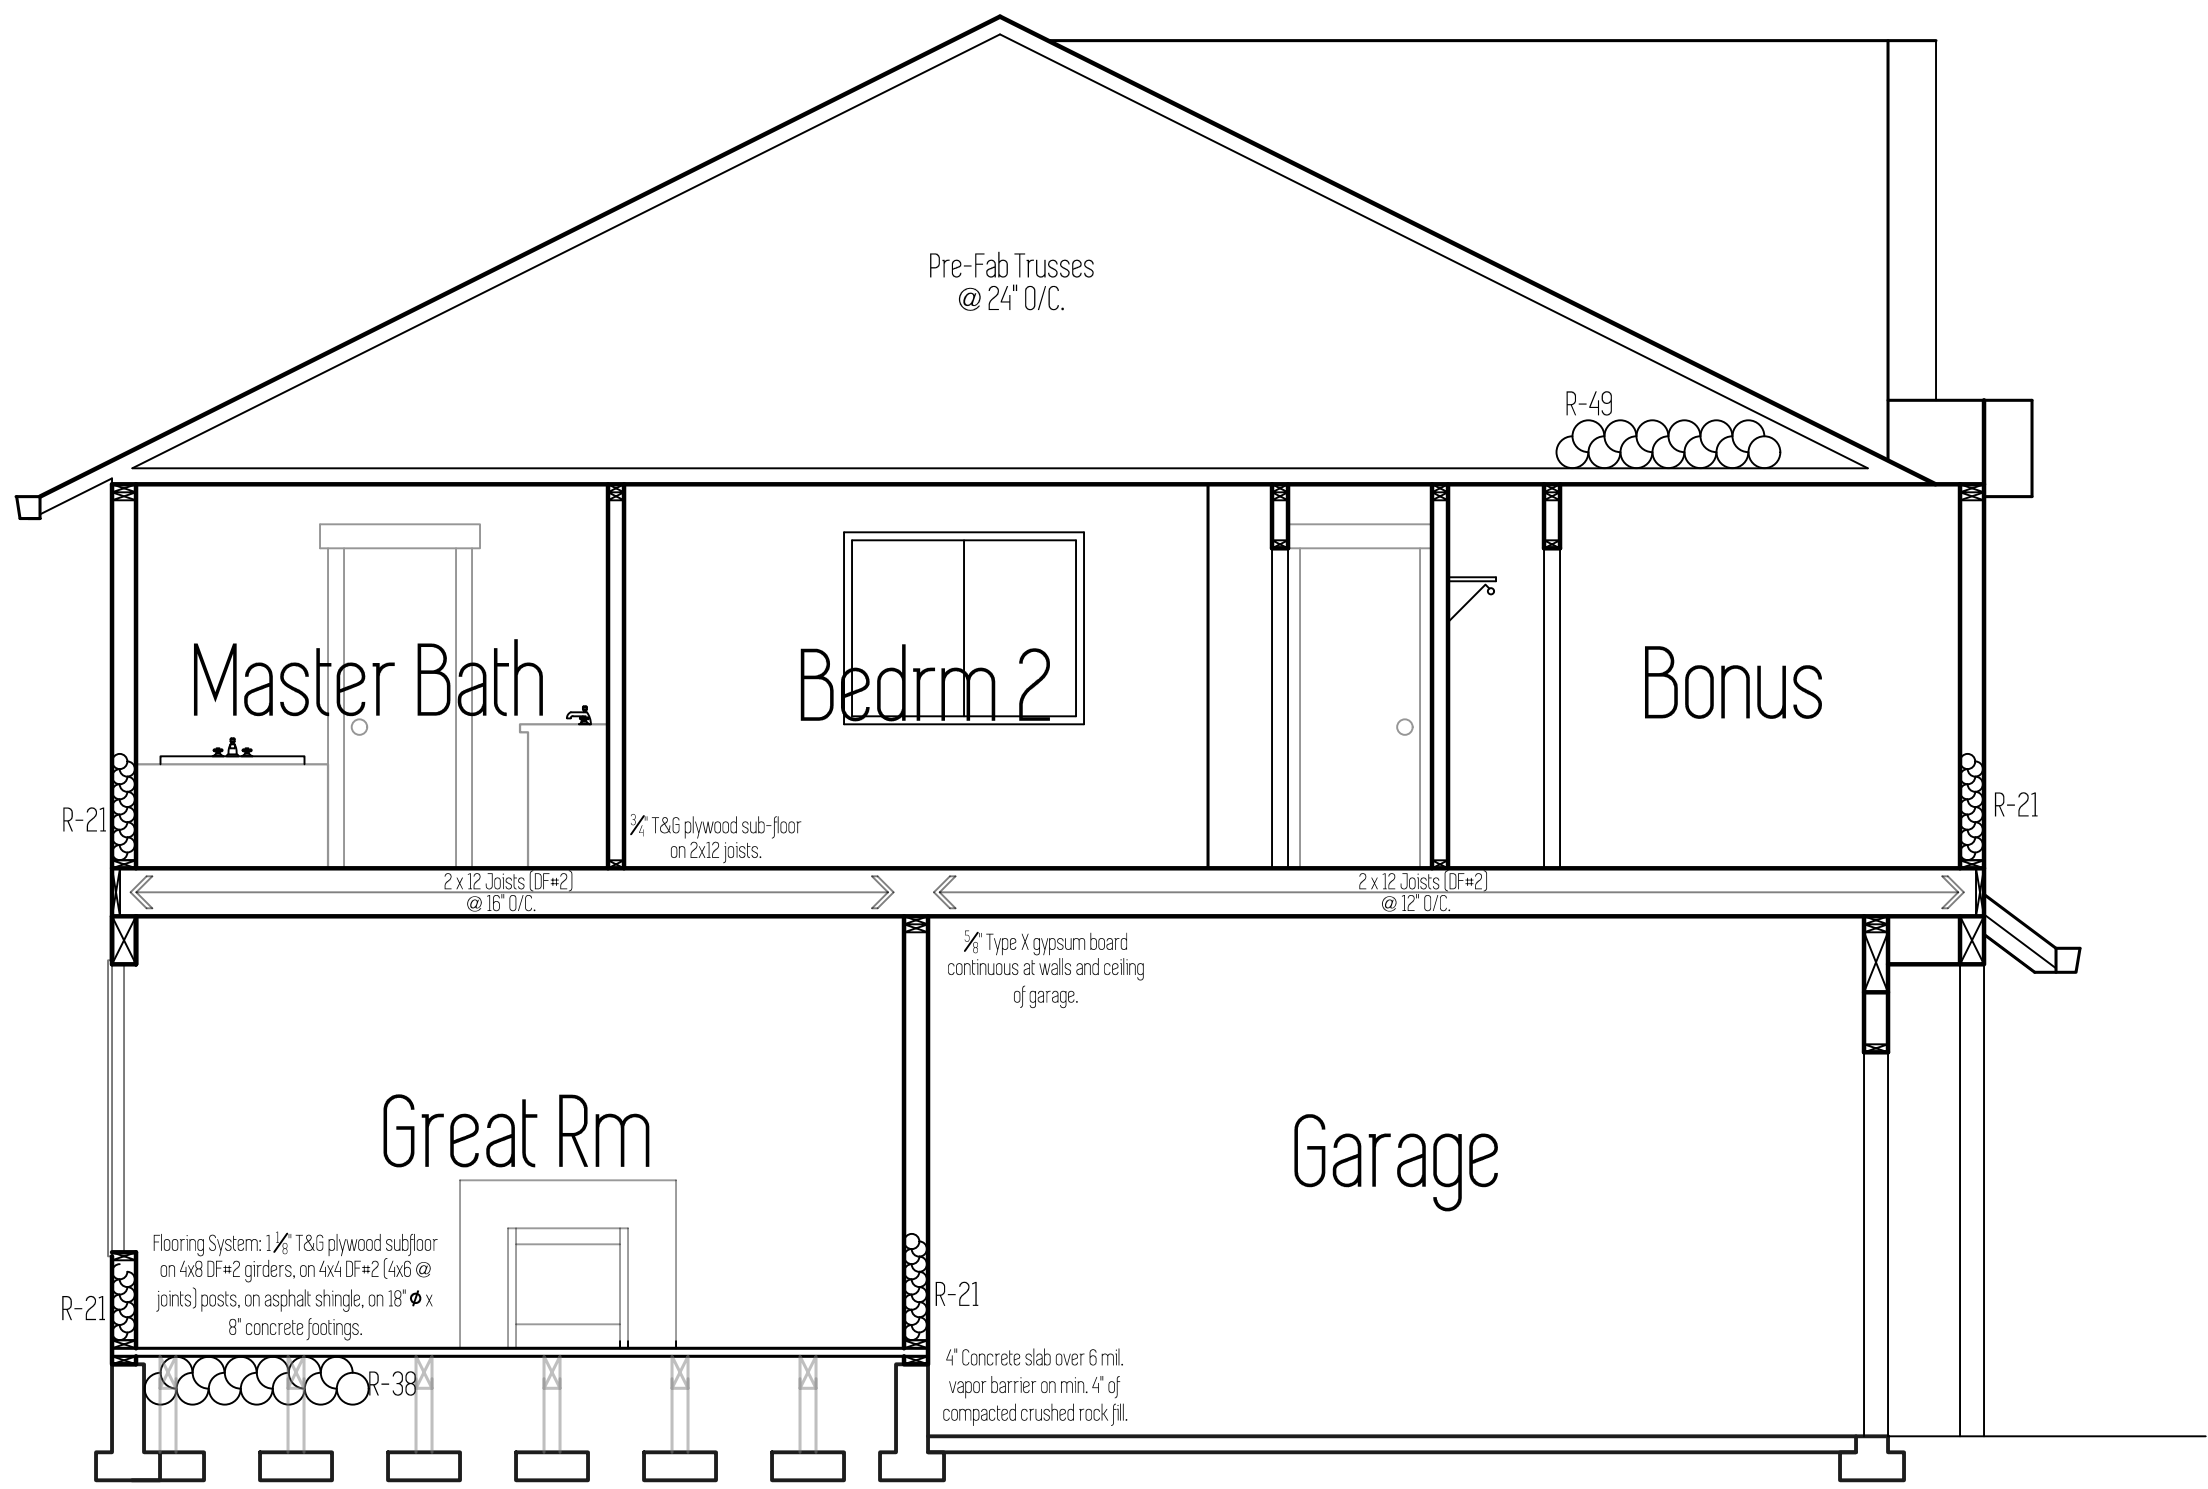 Pre-Fab Trusses
@ 24" O/C.
R-49
Master Bath
Bedrm 2
Bonus
R-21
3/4" T&G plywood sub-floor
on 2x12 joists.
R-21
2 x 12 Joists (DF#2)
@ 16" O/C.
2 x 12 Joists (DF#2)
@ 12" O/C.
5/8" Type X gypsum board
continuous at walls and ceiling
of garage.
Great Rm
Garage
Flooring System: 1 1/8" T&G plywood subfloor
on 4x8 DF#2 girders, on 4x4 DF#2 (4x6 @
joints) posts, on asphalt shingle, on 18" Ø x
8" concrete footings.
R-21
R-21
R-38
4" Concrete slab over 6 mil.
vapor barrier on min. 4" of
compacted crushed rock fill.